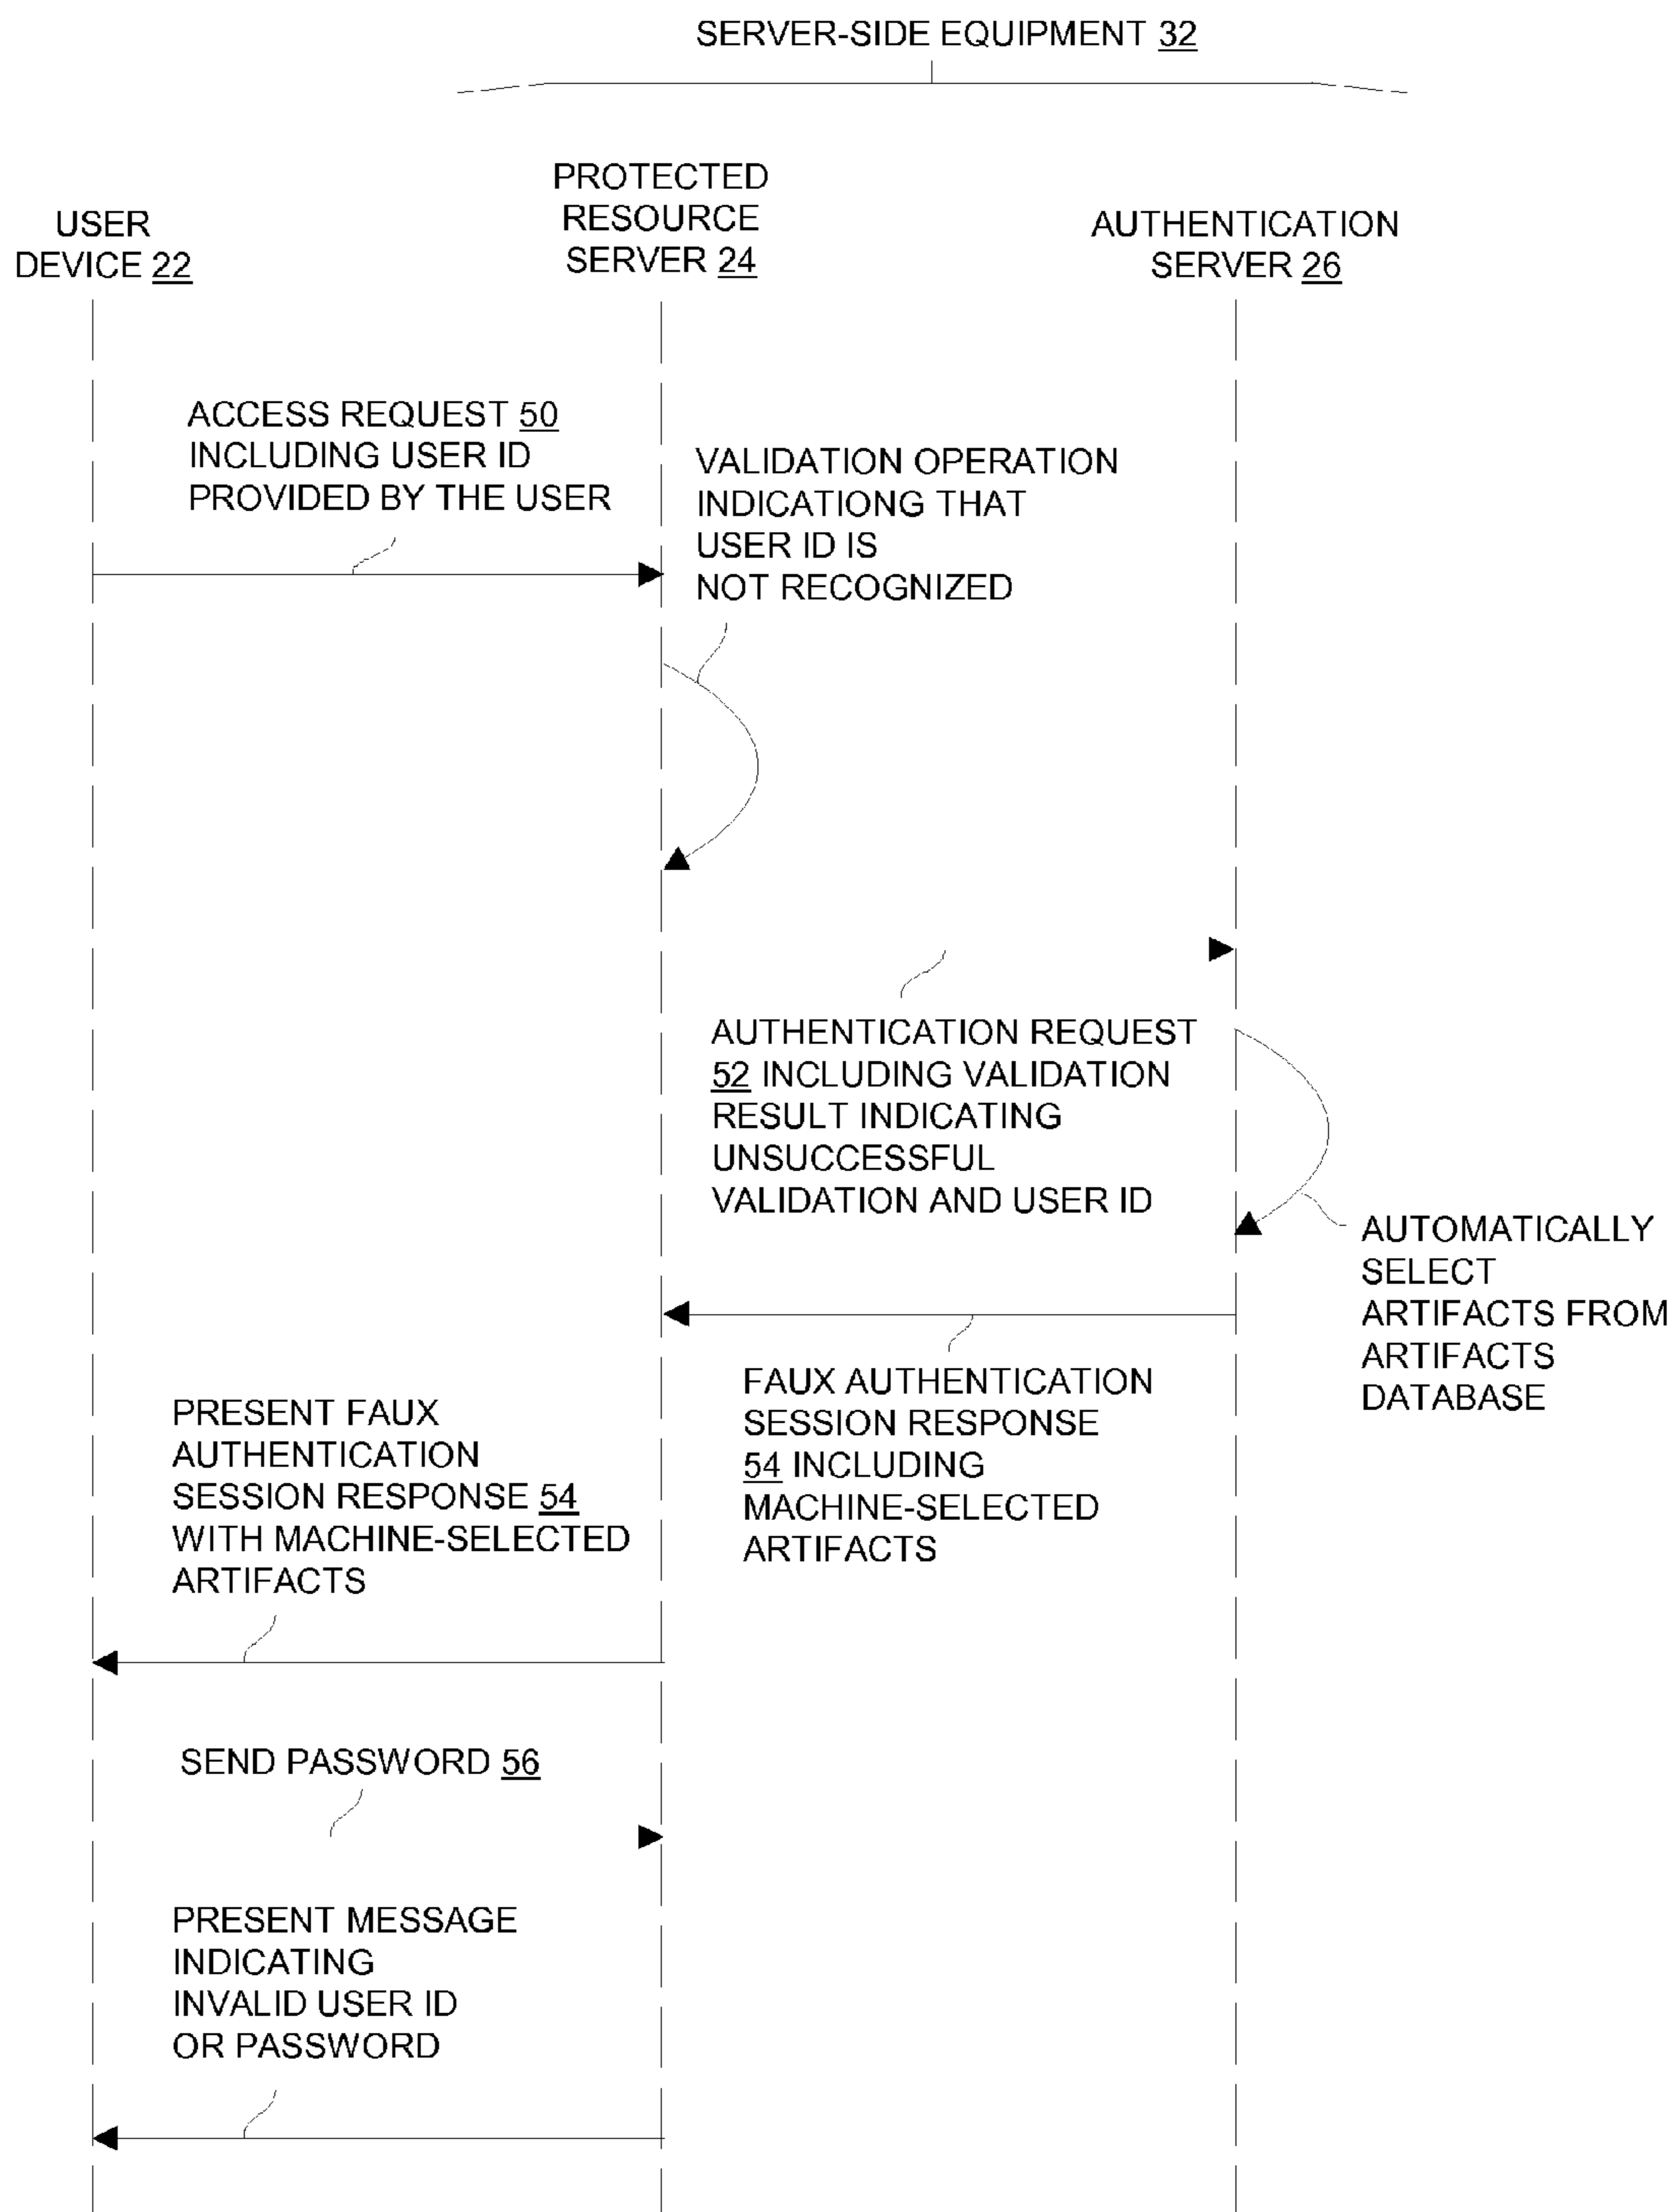 SERVER-SIDE EQUIPMENT 32
USER
DEVICE 22
PROTECTED
RESOURCE
SERVER 24
AUTHENTICATION
SERVER 26
ACCESS REQUEST 50
INCLUDING USER ID
PROVIDED BY THE USER
VALIDATION OPERATION
INDICATIONG THAT
USER ID IS
NOT RECOGNIZED
AUTHENTICATION REQUEST
52 INCLUDING VALIDATION
RESULT INDICATING
UNSUCCESSFUL
VALIDATION AND USER ID
AUTOMATICALLY
SELECT
ARTIFACTS FROM
ARTIFACTS
DATABASE
FAUX AUTHENTICATION
SESSION RESPONSE
54 INCLUDING
MACHINE-SELECTED
ARTIFACTS
PRESENT FAUX
AUTHENTICATION
SESSION RESPONSE 54
WITH MACHINE-SELECTED
ARTIFACTS
SEND PASSWORD 56
PRESENT MESSAGE
INDICATING
INVALID USER ID
OR PASSWORD